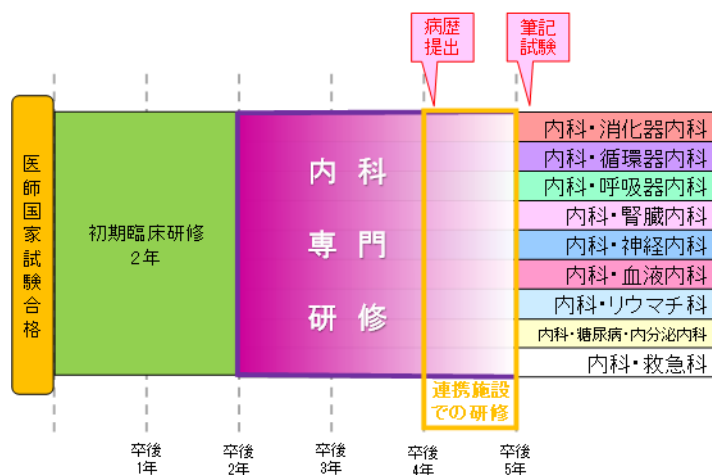 病歴
提出
筆記
試験
医師国家試験合格
初期臨床研修
2年
内科
専門
研修
内科・消化器内科
内科・循環器内科
内科・呼吸器内科
内科・腎臓内科
内科・神経内科
内科・血液内科
内科・リウマチ科
内科・糖尿病・内分泌内科
内科・救急科
連携施設
での研修
卒後
1年
卒後
2年
卒後
3年
卒後
4年
卒後
5年